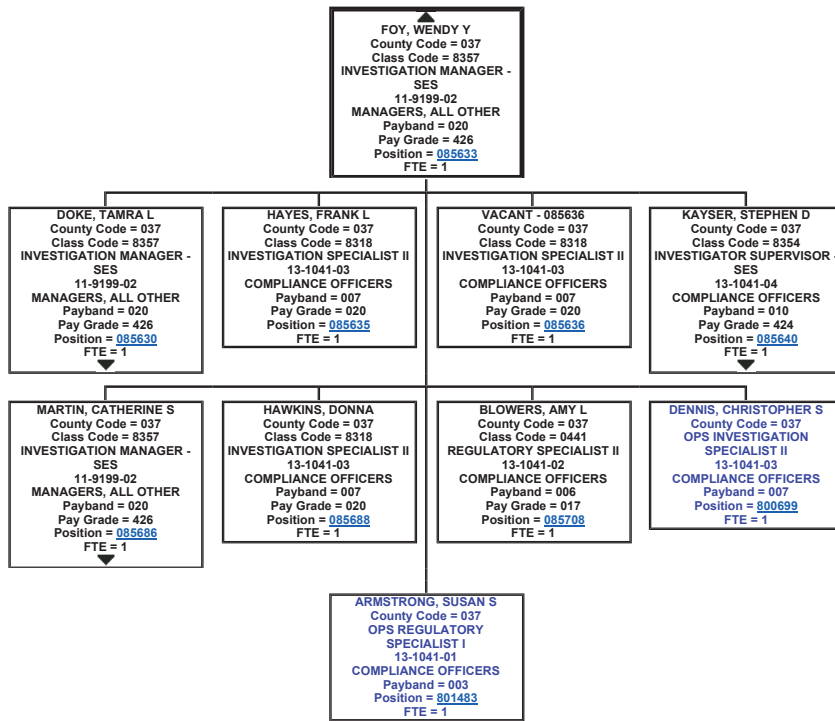 FOY, WENDY Y
County Code = 037
Class Code = 8357
INVESTIGATION MANAGER -
SES
11-9199-02
MANAGERS, ALL OTHER
Payband = 020
Pay Grade = 426
Position = 085633
FTE = 1
DOKE, TAMRA L
County Code = 037
Class Code = 8357
INVESTIGATION MANAGER -
SES
11-9199-02
MANAGERS, ALL OTHER
Payband = 020
Pay Grade = 426
Position = 085630
FTE = 1
HAYES, FRANK L
County Code = 037
Class Code = 8318
INVESTIGATION SPECIALIST II
13-1041-03
COMPLIANCE OFFICERS
Payband = 007
Pay Grade = 020
Position = 085635
FTE = 1
VACANT - 085636
County Code = 037
Class Code = 8318
INVESTIGATION SPECIALIST II
13-1041-03
COMPLIANCE OFFICERS
Payband = 007
Pay Grade = 020
Position = 085636
FTE = 1
KAYSER, STEPHEN D
County Code = 037
Class Code = 8354
INVESTIGATOR SUPERVISOR -
SES
13-1041-04
COMPLIANCE OFFICERS
Payband = 010
Pay Grade = 424
Position = 085640
FTE = 1
MARTIN, CATHERINE S
County Code = 037
Class Code = 8357
INVESTIGATION MANAGER -
SES
11-9199-02
MANAGERS, ALL OTHER
Payband = 020
Pay Grade = 426
Position = 085686
FTE = 1
HAWKINS, DONNA
County Code = 037
Class Code = 8318
INVESTIGATION SPECIALIST II
13-1041-03
COMPLIANCE OFFICERS
Payband = 007
Pay Grade = 020
Position = 085688
FTE = 1
BLOWERS, AMY L
County Code = 037
Class Code = 0441
REGULATORY SPECIALIST II
13-1041-02
COMPLIANCE OFFICERS
Payband = 006
Pay Grade = 017
Position = 085708
FTE = 1
DENNIS, CHRISTOPHER S
County Code = 037
OPS INVESTIGATION
SPECIALIST II
13-1041-03
COMPLIANCE OFFICERS
Payband = 007
Position = 800699
FTE = 1
ARMSTRONG, SUSAN S
County Code = 037
OPS REGULATORY
SPECIALIST I
13-1041-01
COMPLIANCE OFFICERS
Payband = 003
Position = 801483
FTE = 1